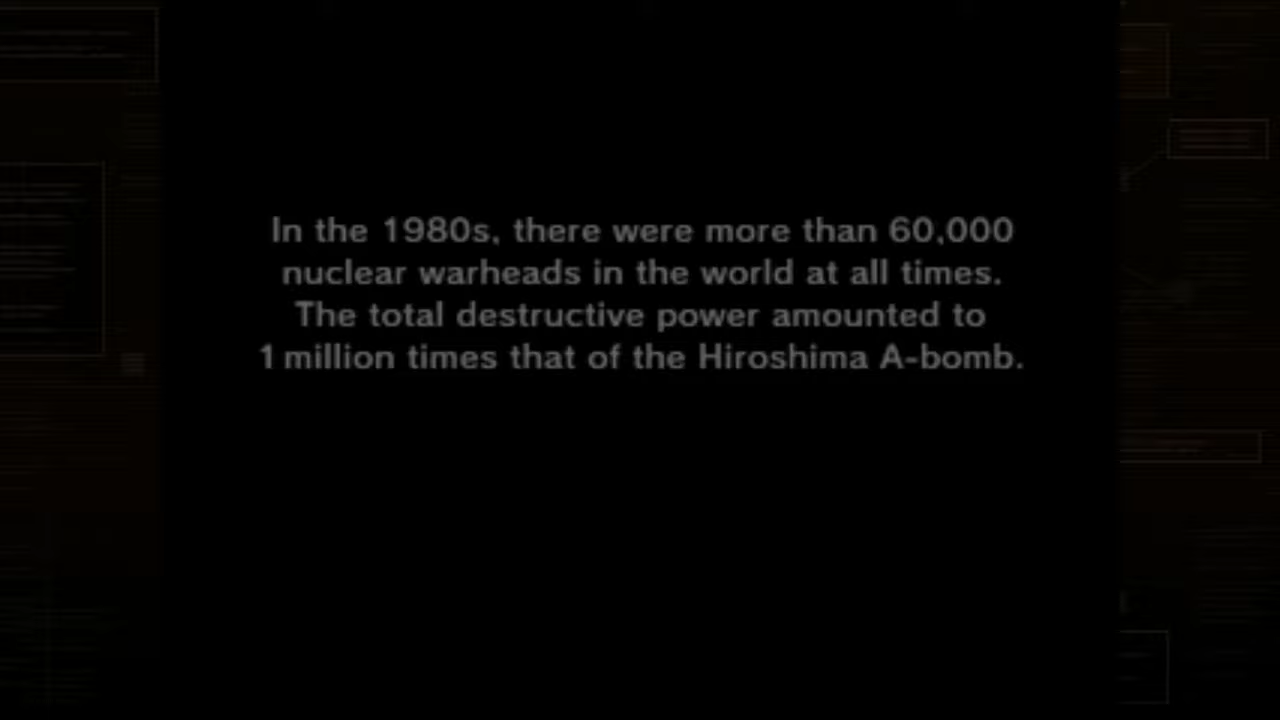 In the 1980s, there were more than 60,000
nuclear warheads in the world at all times.
The total destructive power amounted to
1 million times that of the Hiroshima A-bomb.